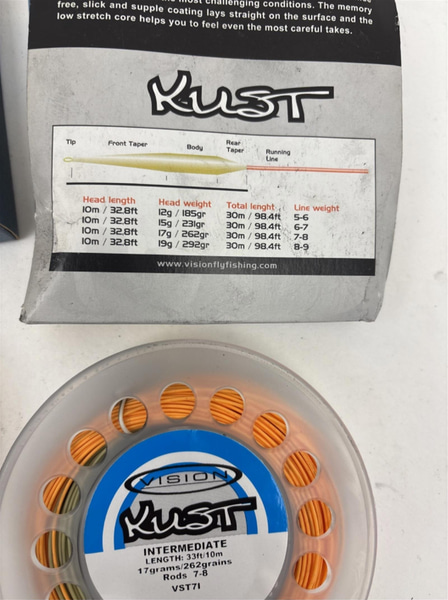 most challenging conditions. The memory
free, slick and supple coating lays straight on the surface and the
low stretch core helps you to feel even the most careful takes.
KUST
Tip Front Taper Body Rear Taper Running Line
Head length Head weight Total lenght Line weight
10m / 32.8ft 12g / 185gr 30m / 98.4ft 5-6
10m / 32.8ft 15g / 231gr 30m / 98.4ft 6-7
10m / 32.8ft 17g / 262gr 30m / 98.4ft 7-8
10m / 32.8ft 19g / 292gr 30m / 98.4ft 8-9
www.visionflyfishing.com
VISION
KUST
INTERMEDIATE
LENGTH: 33ft/10m
17grams/262grains
Rods 7-8
VST7I